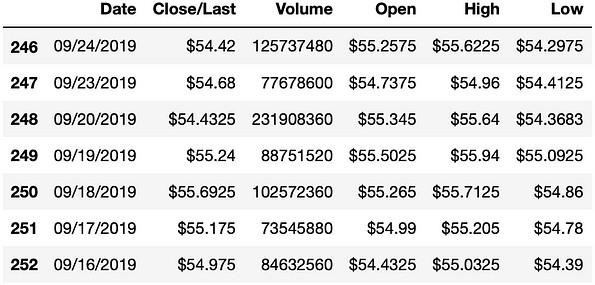 Date Close/Last Volume Open High Low
246 09/24/2019 $54.42 125737480 $55.2575 $55.6225 $54.2975
247 09/23/2019 $54.68 77678600 $54.7375 $54.96 $54.4125
248 09/20/2019 $54.4325 231908360 $55.345 $55.64 $54.3683
249 09/19/2019 $55.24 88751520 $55.5025 $55.94 $55.0925
250 09/18/2019 $55.6925 102572360 $55.265 $55.7125 $54.86
251 09/17/2019 $55.175 73545880 $54.99 $55.205 $54.78
252 09/16/2019 $54.975 84632560 $54.4325 $55.0325 $54.39